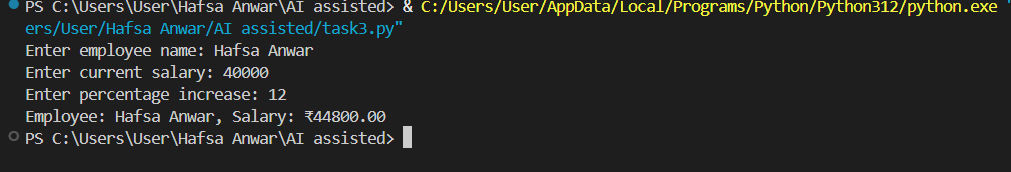 PS C:\Users\User\Hafsa Anwar\AI assisted> & C:/Users/User/AppData/Local/Programs/Python/Python312/python.exe "
ers/User/Hafsa Anwar/AI assisted/task3.py"
Enter employee name: Hafsa Anwar
Enter current salary: 40000
Enter percentage increase: 12
Employee: Hafsa Anwar, Salary: ₹44800.00
PS C:\Users\User\Hafsa Anwar\AI assisted>